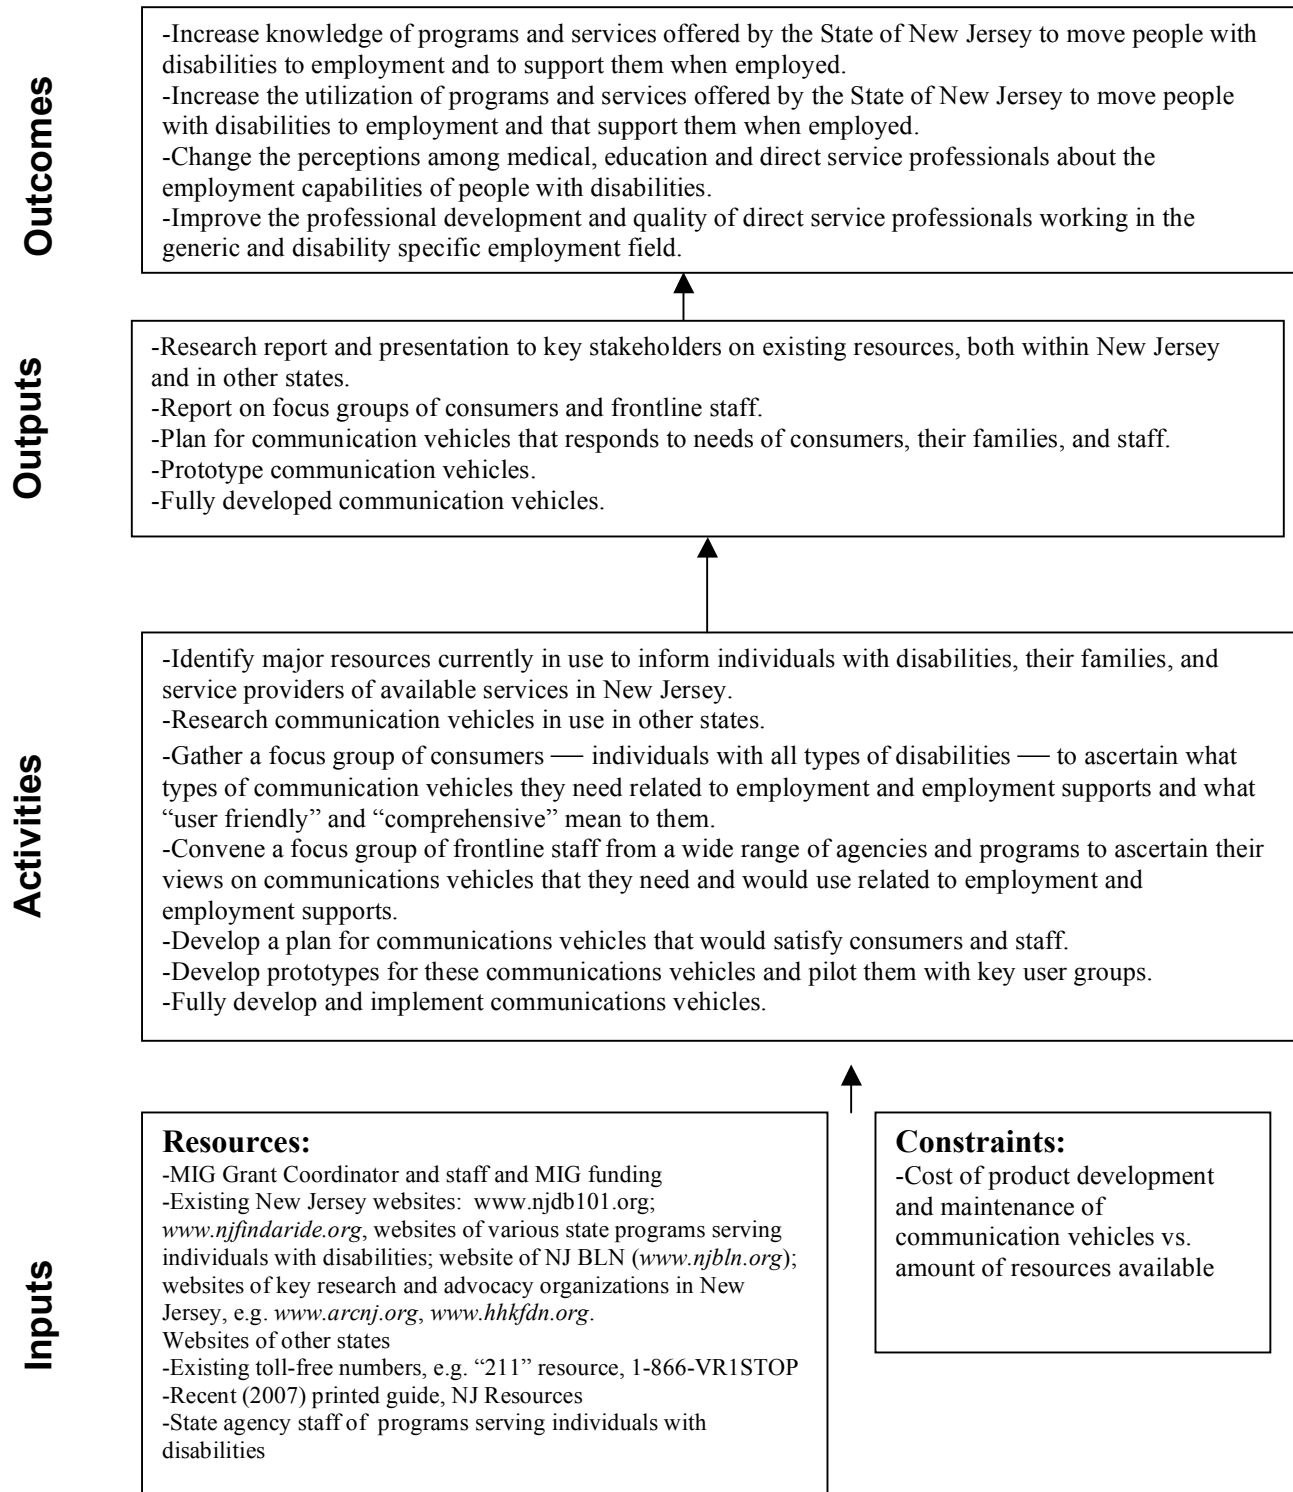 Outcomes
-Increase knowledge of programs and services offered by the State of New Jersey to move people with
disabilities to employment and to support them when employed.
-Increase the utilization of programs and services offered by the State of New Jersey to move people
with disabilities to employment and that support them when employed.
-Change the perceptions among medical, education and direct service professionals about the
employment capabilities of people with disabilities.
-Improve the professional development and quality of direct service professionals working in the
generic and disability specific employment field.
Outputs
-Research report and presentation to key stakeholders on existing resources, both within New Jersey
and in other states.
-Report on focus groups of consumers and frontline staff.
-Plan for communication vehicles that responds to needs of consumers, their families, and staff.
-Prototype communication vehicles.
-Fully developed communication vehicles.
Activities
-Identify major resources currently in use to inform individuals with disabilities, their families, and
service providers of available services in New Jersey.
-Research communication vehicles in use in other states.
-Gather a focus group of consumers — individuals with all types of disabilities — to ascertain what
types of communication vehicles they need related to employment and employment supports and what
“user friendly” and “comprehensive” mean to them.
-Convene a focus group of frontline staff from a wide range of agencies and programs to ascertain their
views on communications vehicles that they need and would use related to employment and
employment supports.
-Develop a plan for communications vehicles that would satisfy consumers and staff.
-Develop prototypes for these communications vehicles and pilot them with key user groups.
-Fully develop and implement communications vehicles.
Inputs
Resources:
-MIG Grant Coordinator and staff and MIG funding
-Existing New Jersey websites: www.njdb101.org;
www.njfindaride.org, websites of various state programs serving
individuals with disabilities; website of NJ BLN (www.njbln.org);
websites of key research and advocacy organizations in New
Jersey, e.g. www.arcnj.org, www.hhkfdn.org.
Websites of other states
-Existing toll-free numbers, e.g. “211” resource, 1-866-VR1STOP
-Recent (2007) printed guide, NJ Resources
-State agency staff of programs serving individuals with
disabilities
Constraints:
-Cost of product development
and maintenance of
communication vehicles vs.
amount of resources available